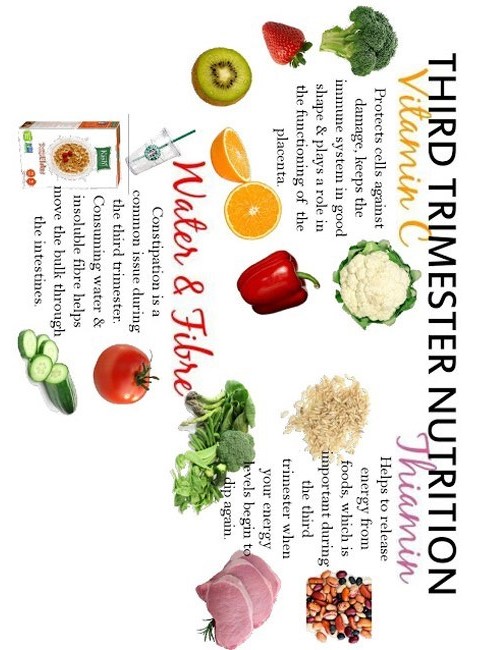 THIRD TRIMESTER NUTRITION
Vitamin C
Protects cells against
damage, keeps the
immune system in good
shape & plays a role in
the functioning of the
placenta.
Thiamin
Helps to release
energy from
foods, which is
important during
the third
trimester when
your energy
levels begin to
dip again.
Water & Fibre
Constipation is a
common issue during
the third trimester.
Consuming water &
insoluble fibre helps
move the bulk through
the intestines.
Kashi